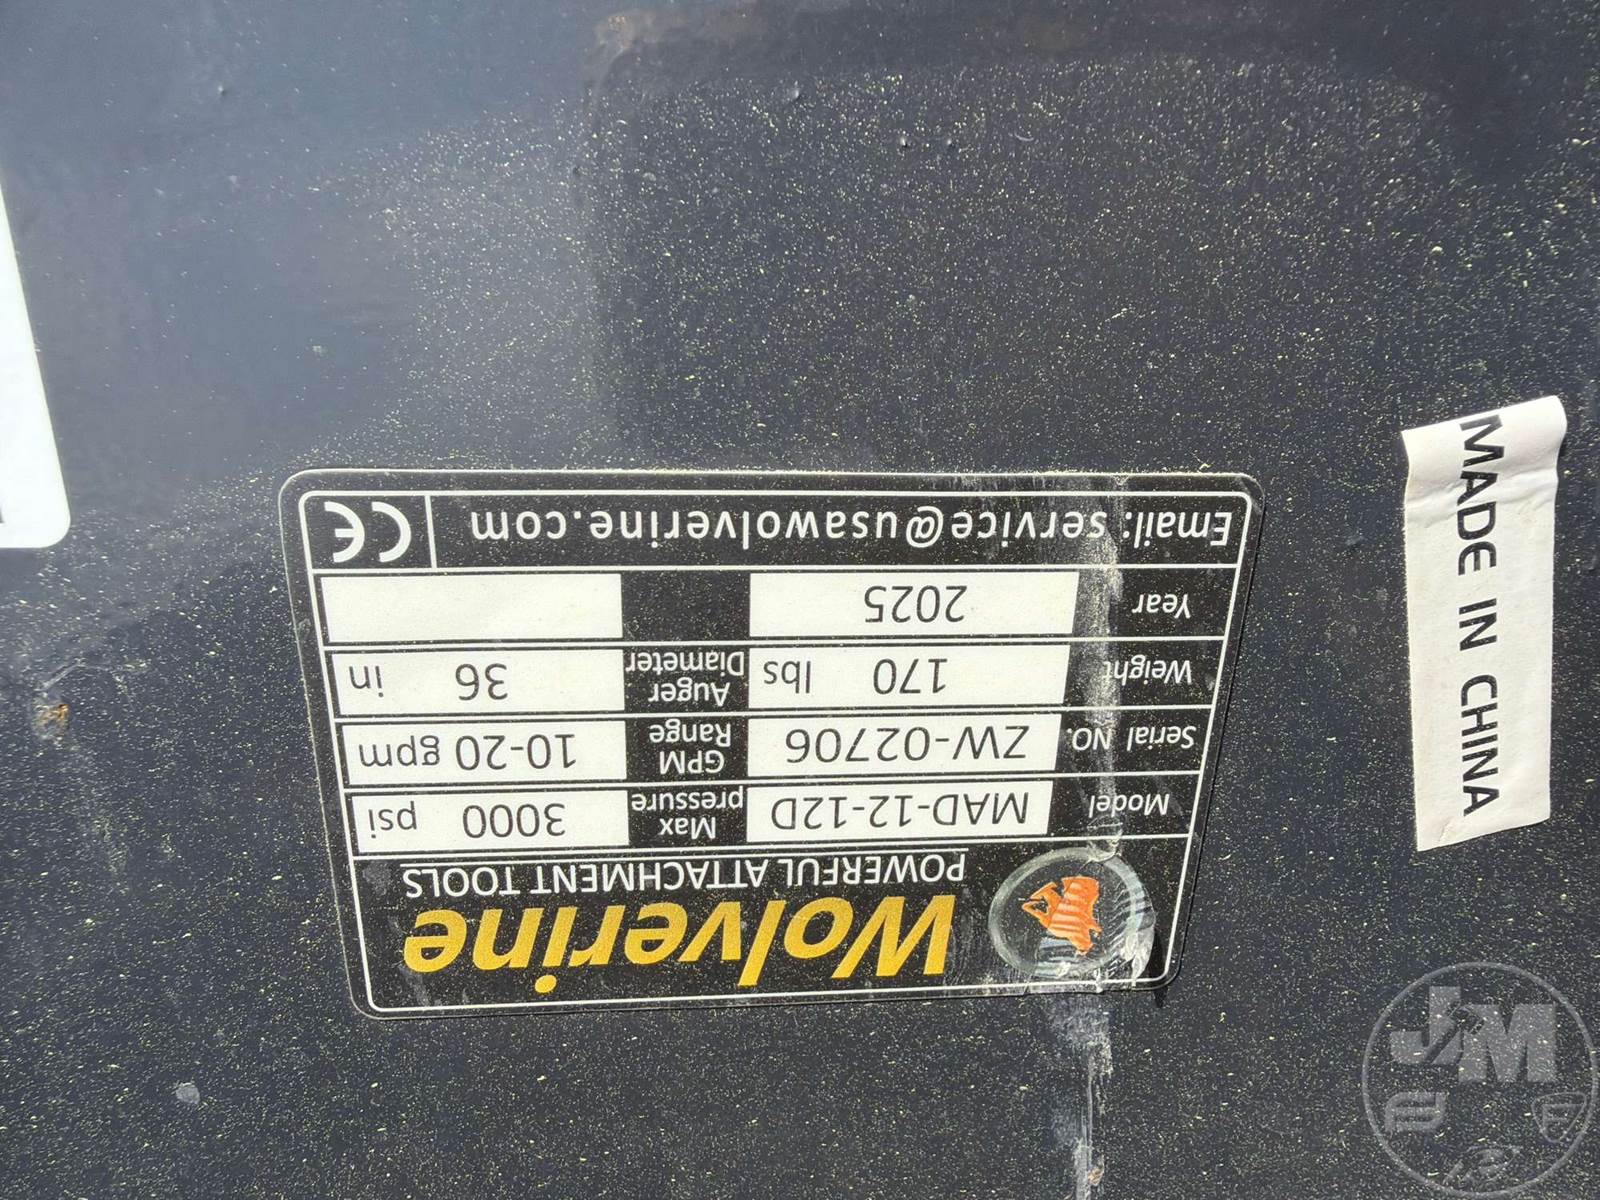 Wolverine
POWERFUL ATTACHMENT TOOLS
Model MAD-12-12D Max pressure 3000 psi
Serial NO. ZW-02706 GPM Range 10-20 gpm
Weight 170 lbs Auger Diameter 36 in
Year 2025
Email: service@usawolverine.com CE
MADE IN CHINA
J&M